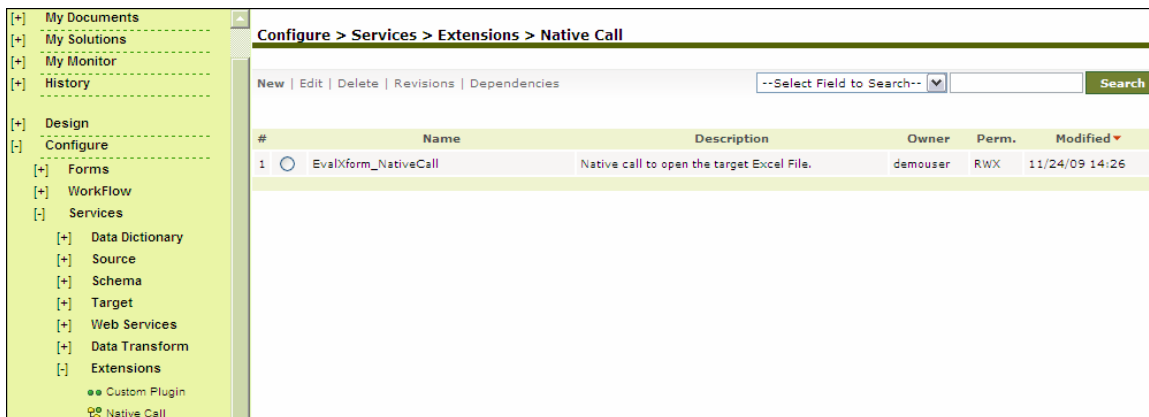 [+] My Documents
[+] My Solutions
[+] My Monitor
[+] History
[+] Design
[-] Configure
[+] Forms
[+] WorkFlow
[-] Services
[+] Data Dictionary
[+] Source
[+] Schema
[+] Target
[+] Web Services
[+] Data Transform
[-] Extensions
Custom Plugin
Native Call
Configure > Services > Extensions > Native Call
New | Edit | Delete | Revisions | Dependencies --Select Field to Search-- Search
# Name Description Owner Perm. Modified
1 EvalXform_NativeCall Native call to open the target Excel File. demouser RWX 11/24/09 14:26